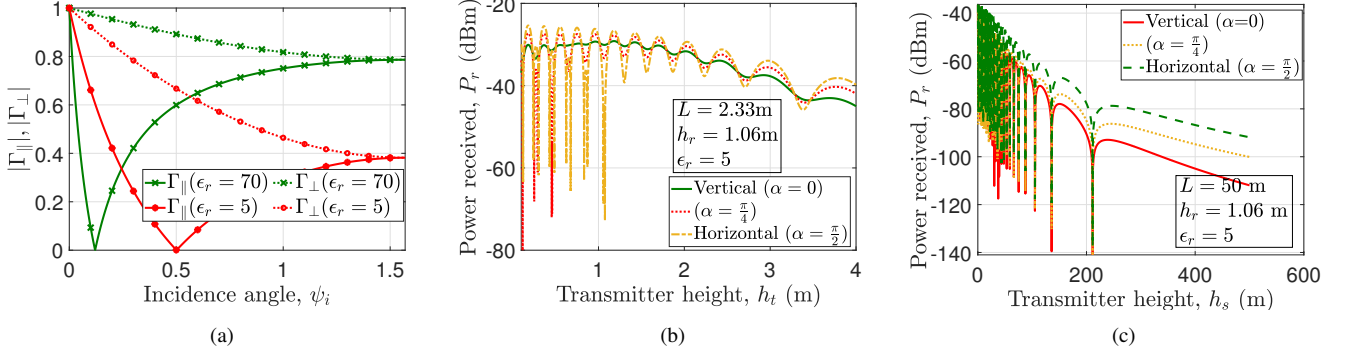 |Γ∥|, |Γ⊥|
1
0.8
0.6
0.4
0.2
0
0 0.5 1 1.5
Γ∥(ϵr = 70) Γ⊥(ϵr = 70)
Γ∥(ϵr = 5) Γ⊥(ϵr = 5)
Incidence angle, ψi
(a)
Power received, Pr (dBm)
-20
-40
-60
-80
1 2 3 4
L = 2.33m
hr = 1.06m
ϵr = 5
Vertical (α = 0)
(α = π/4)
Horizontal (α = π/2)
Transmitter height, ht (m)
(b)
Power received, Pr (dBm)
-40
-60
-80
-100
-120
-140
0 200 400 600
Vertical (α=0)
(α = π/4)
Horizontal (α = π/2)
L = 50 m
hr = 1.06 m
ϵr = 5
Transmitter height, hs (m)
(c)